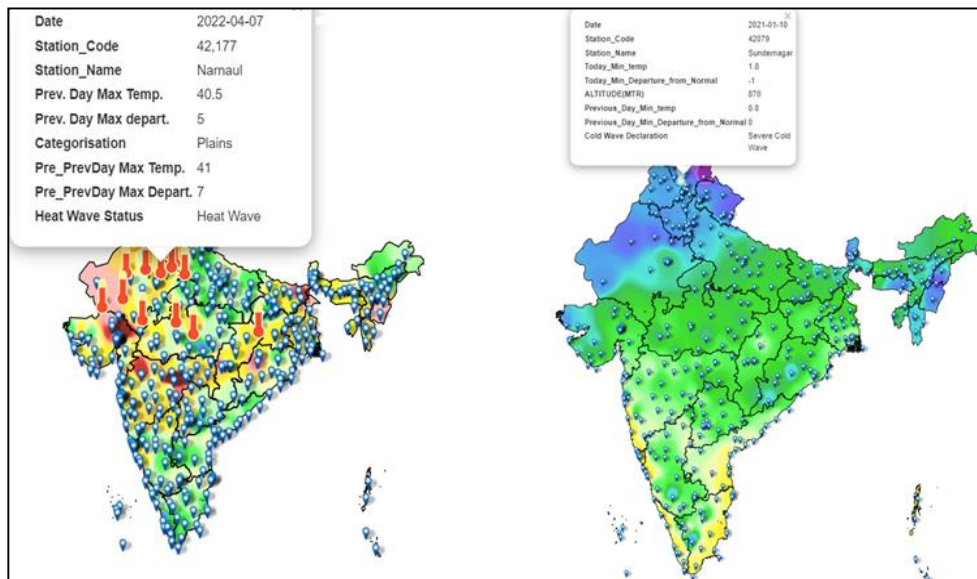 Date 2022-04-07
Station_Code 42,177
Station_Name Narnaul
Prev. Day Max Temp. 40.5
Prev. Day Max depart. 5
Categorisation Plains
Pre_PrevDay Max Temp. 41
Pre_PrevDay Max Depart. 7
Heat Wave Status Heat Wave
Date 2021-01-10
Station_Code 42079
Station_Name Sundernagar
Today_Min_temp 1.8
Today_Min_Departure_from_Normal -1
ALTITUDE(MTR) 870
Previous_Day_Min_temp 0.8
Previous_Day_Min_Departure_from_Normal 0
Cold Wave Declaration Severe Cold
Wave